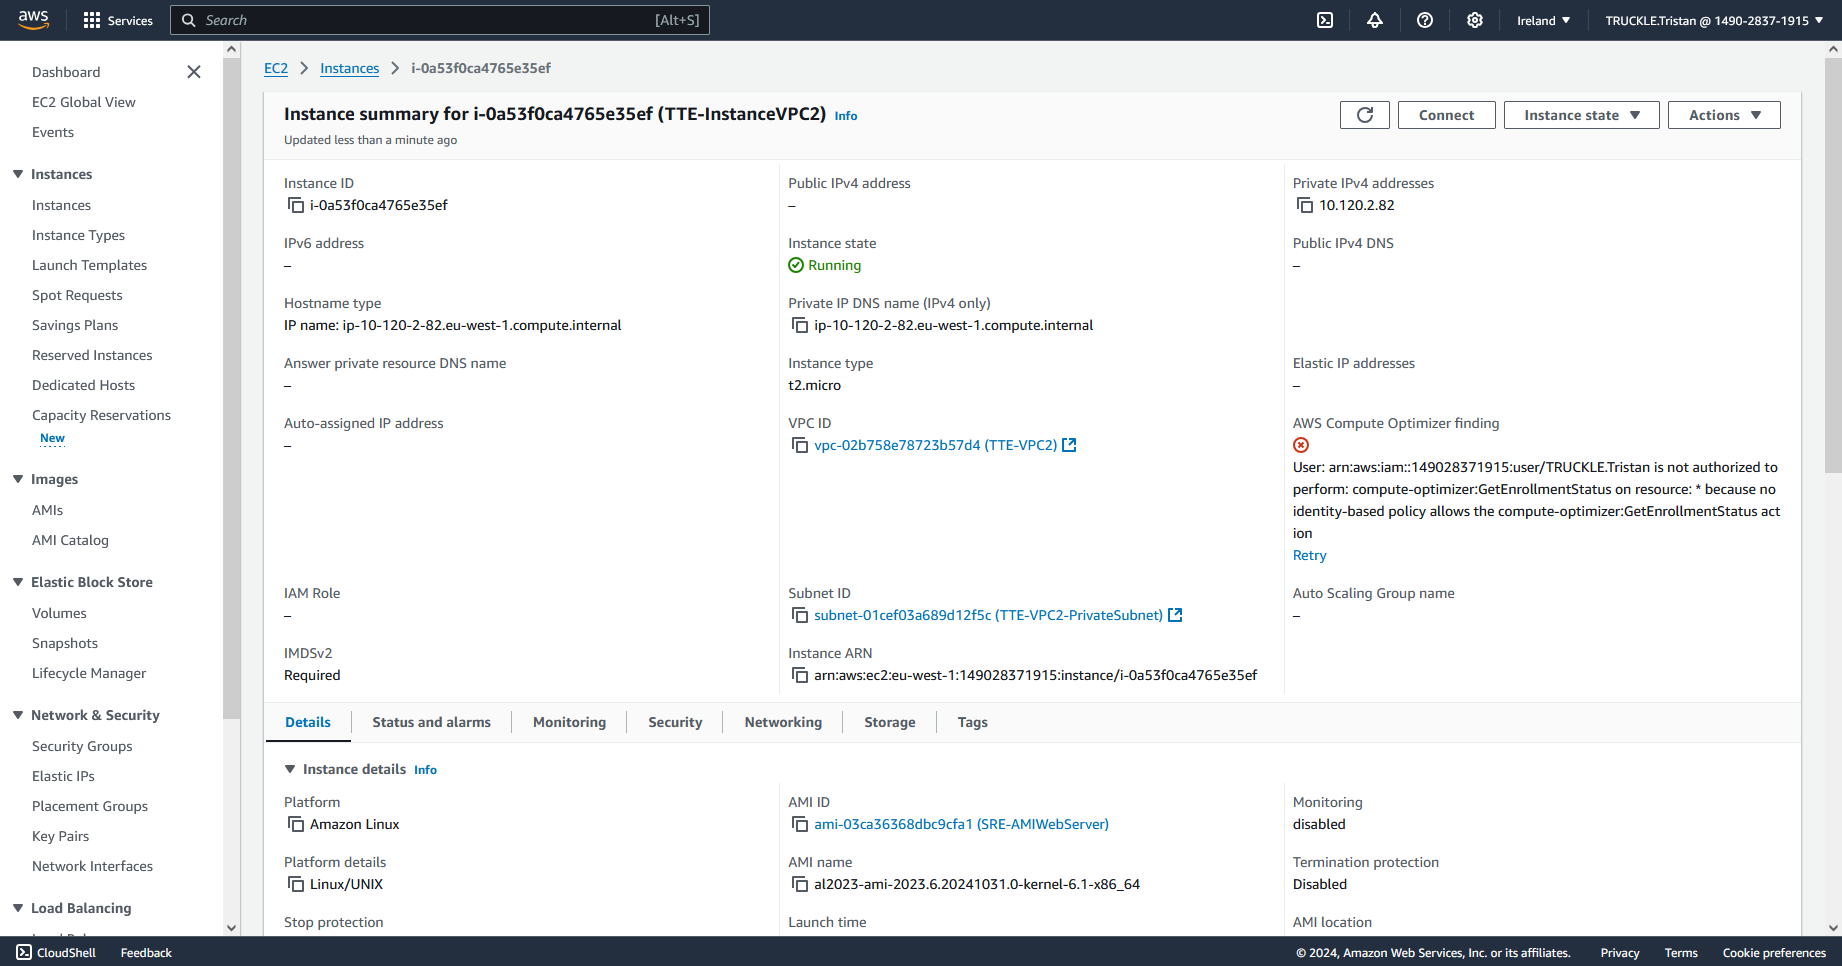 aws
Services
Search
[Alt+S]
Ireland
TRUCKLE.Tristan @ 1490-2837-1915
Dashboard
EC2 Global View
Events
Instances
Instances
Instance Types
Launch Templates
Spot Requests
Savings Plans
Reserved Instances
Dedicated Hosts
Capacity Reservations
New
Images
AMIs
AMI Catalog
Elastic Block Store
Volumes
Snapshots
Lifecycle Manager
Network & Security
Security Groups
Elastic IPs
Placement Groups
Key Pairs
Network Interfaces
Load Balancing
EC2
Instances
i-0a53f0ca4765e35ef
Instance summary for i-0a53f0ca4765e35ef (TTE-InstanceVPC2) Info
Updated less than a minute ago
Connect
Instance state
Actions
Instance ID
i-0a53f0ca4765e35ef
Public IPv4 address
–
Private IPv4 addresses
10.120.2.82
IPv6 address
–
Instance state
Running
Public IPv4 DNS
–
Hostname type
IP name: ip-10-120-2-82.eu-west-1.compute.internal
Private IP DNS name (IPv4 only)
ip-10-120-2-82.eu-west-1.compute.internal
Answer private resource DNS name
–
Instance type
t2.micro
Elastic IP addresses
–
Auto-assigned IP address
–
VPC ID
vpc-02b758e78723b57d4 (TTE-VPC2)
AWS Compute Optimizer finding
User: arn:aws:iam::149028371915:user/TRUCKLE.Tristan is not authorized to
perform: compute-optimizer:GetEnrollmentStatus on resource: * because no
identity-based policy allows the compute-optimizer:GetEnrollmentStatus act
ion
Retry
IAM Role
–
Subnet ID
subnet-01cef03a689d12f5c (TTE-VPC2-PrivateSubnet)
Auto Scaling Group name
–
IMDSv2
Required
Instance ARN
arn:aws:ec2:eu-west-1:149028371915:instance/i-0a53f0ca4765e35ef
Details
Status and alarms
Monitoring
Security
Networking
Storage
Tags
Instance details Info
Platform
Amazon Linux
AMI ID
ami-03ca36368dbc9cfa1 (SRE-AMIWebServer)
Monitoring
disabled
Platform details
Linux/UNIX
AMI name
al2023-ami-2023.6.20241031.0-kernel-6.1-x86_64
Termination protection
Disabled
Stop protection
Launch time
AMI location
CloudShell
Feedback
© 2024, Amazon Web Services, Inc. or its affiliates.
Privacy
Terms
Cookie preferences